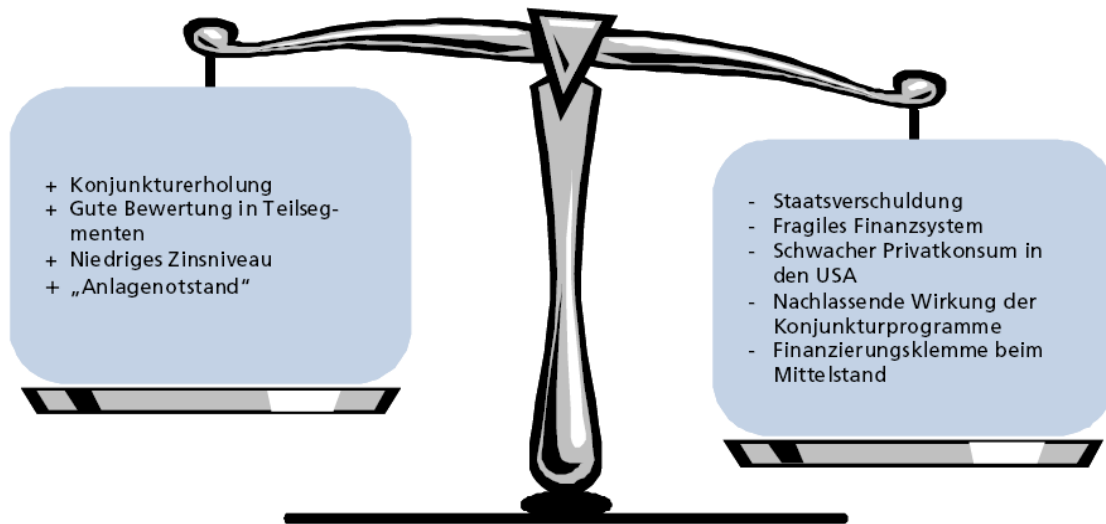 + Konjunkturerholung
+ Gute Bewertung in Teilseg-
menten
+ Niedriges Zinsniveau
+ „Anlagenotstand“
- Staatsverschuldung
- Fragiles Finanzsystem
- Schwacher Privatkonsum in
den USA
- Nachlassende Wirkung der
Konjunkturprogramme
- Finanzierungsklemme beim
Mittelstand